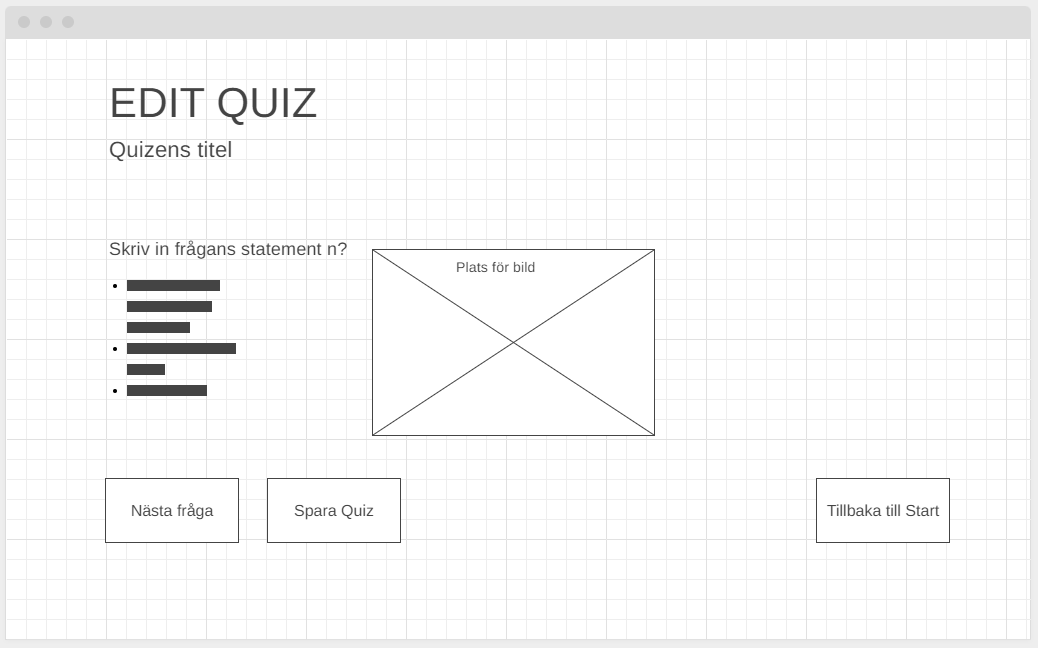 EDIT QUIZ
Quizens titel
Skriv in frågans statement n?
Plats för bild
Nästa fråga
Spara Quiz
Tillbaka till Start